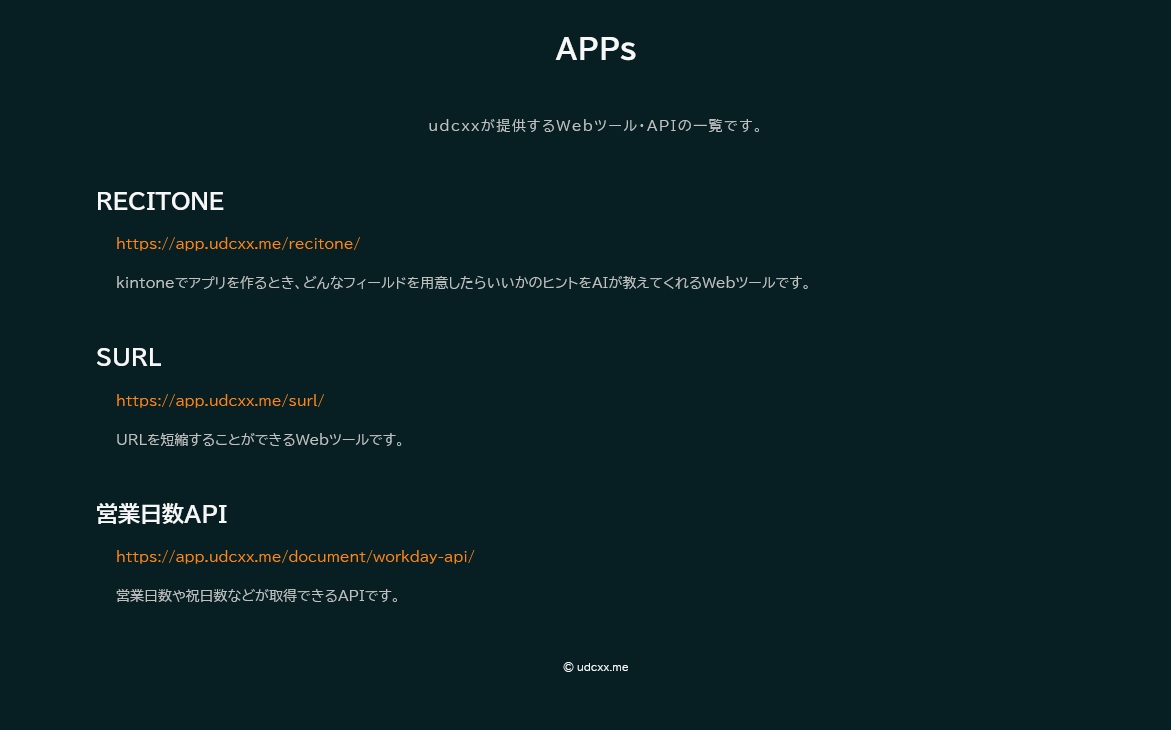 APPs
udcxxが提供するWebツール・APIの一覧です。
RECITONE
https://app.udcxx.me/recitone/
kintoneでアプリを作るとき、どんなフィールドを用意したらいいかのヒントをAIが教えてくれるWebツールです。
SURL
https://app.udcxx.me/surl/
URLを短縮することができるWebツールです。
営業日数API
https://app.udcxx.me/document/workday-api/
営業日数や祝日数などが取得できるAPIです。
© udcxx.me